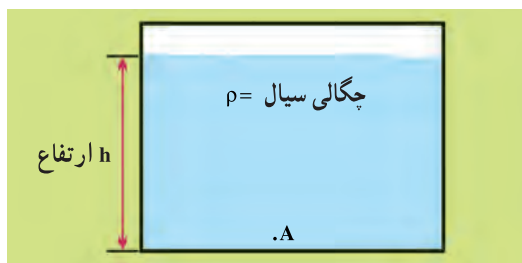 چگالی سیال = ρ
ارتفاع h
.A